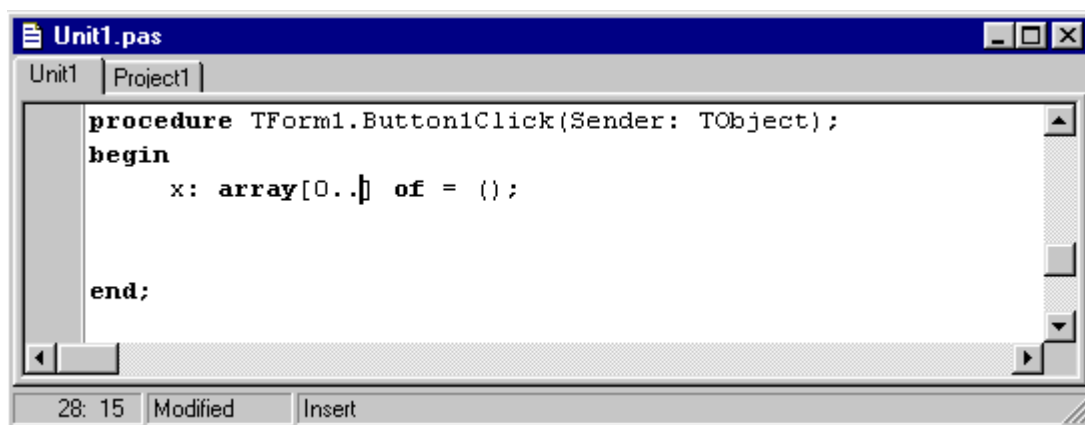 Unit1.pas
Unit1 Project1
procedure TForm1.Button1Click(Sender: TObject);
begin
x: array[0..] of = ();
end;
28: 15 Modified Insert